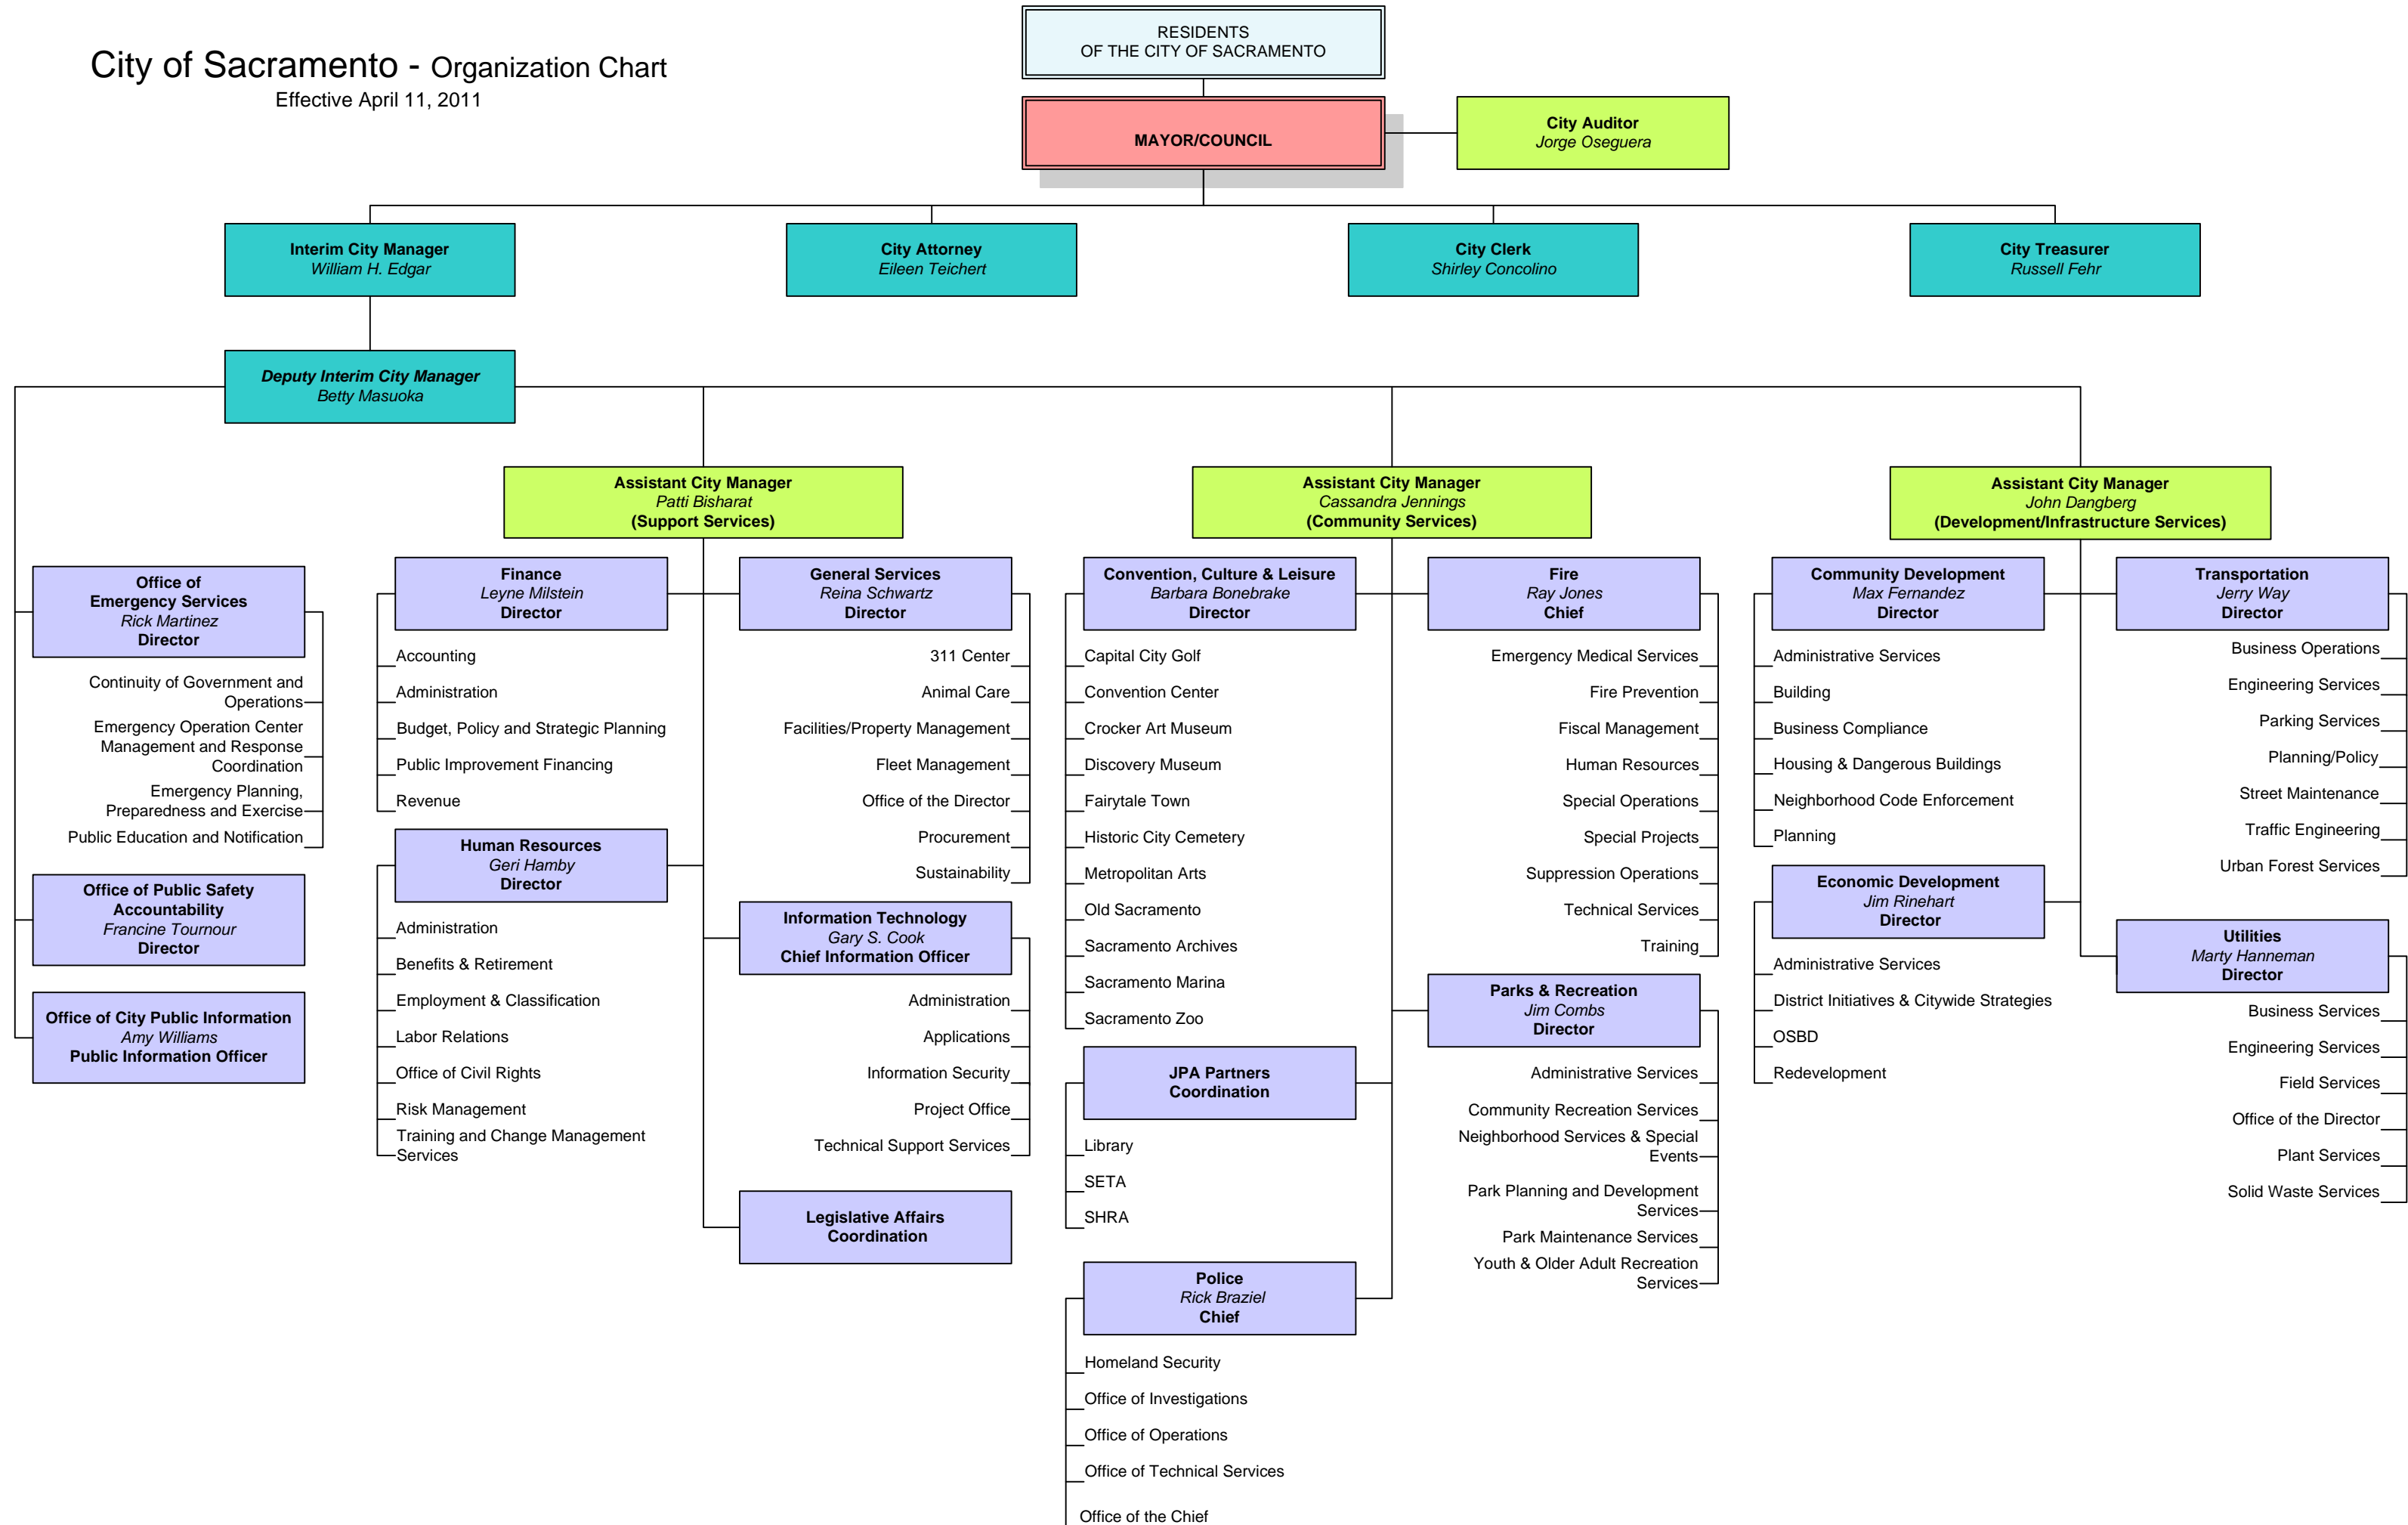 City of Sacramento - Organization Chart
Effective April 11, 2011
RESIDENTS
OF THE CITY OF SACRAMENTO
MAYOR/COUNCIL
City Auditor
Jorge Oseguera
Interim City Manager
William H. Edgar
City Attorney
Eileen Teichert
City Clerk
Shirley Concolino
City Treasurer
Russell Fehr
Deputy Interim City Manager
Betty Masuoka
Assistant City Manager
Patti Bisharat
(Support Services)
Assistant City Manager
Cassandra Jennings
(Community Services)
Assistant City Manager
John Dangberg
(Development/Infrastructure Services)
Office of
Emergency Services
Rick Martinez
Director
Continuity of Government and
Operations
Emergency Operation Center
Management and Response
Coordination
Emergency Planning,
Preparedness and Exercise
Public Education and Notification
Office of Public Safety
Accountability
Francine Tournour
Director
Office of City Public Information
Amy Williams
Public Information Officer
Finance
Leyne Milstein
Director
Accounting
Administration
Budget, Policy and Strategic Planning
Public Improvement Financing
Revenue
Human Resources
Geri Hamby
Director
Administration
Benefits & Retirement
Employment & Classification
Labor Relations
Office of Civil Rights
Risk Management
Training and Change Management
Services
General Services
Reina Schwartz
Director
311 Center
Animal Care
Facilities/Property Management
Fleet Management
Office of the Director
Procurement
Sustainability
Information Technology
Gary S. Cook
Chief Information Officer
Administration
Applications
Information Security
Project Office
Technical Support Services
Legislative Affairs
Coordination
Convention, Culture & Leisure
Barbara Bonebrake
Director
Capital City Golf
Convention Center
Crocker Art Museum
Discovery Museum
Fairytale Town
Historic City Cemetery
Metropolitan Arts
Old Sacramento
Sacramento Archives
Sacramento Marina
Sacramento Zoo
JPA Partners
Coordination
Library
SETA
SHRA
Police
Rick Braziel
Chief
Homeland Security
Office of Investigations
Office of Operations
Office of Technical Services
Office of the Chief
Fire
Ray Jones
Chief
Emergency Medical Services
Fire Prevention
Fiscal Management
Human Resources
Special Operations
Special Projects
Suppression Operations
Technical Services
Training
Parks & Recreation
Jim Combs
Director
Administrative Services
Community Recreation Services
Neighborhood Services & Special
Events
Park Planning and Development
Services
Park Maintenance Services
Youth & Older Adult Recreation
Services
Community Development
Max Fernandez
Director
Administrative Services
Building
Business Compliance
Housing & Dangerous Buildings
Neighborhood Code Enforcement
Planning
Economic Development
Jim Rinehart
Director
Administrative Services
District Initiatives & Citywide Strategies
OSBD
Redevelopment
Transportation
Jerry Way
Director
Business Operations
Engineering Services
Parking Services
Planning/Policy
Street Maintenance
Traffic Engineering
Urban Forest Services
Utilities
Marty Hanneman
Director
Business Services
Engineering Services
Field Services
Office of the Director
Plant Services
Solid Waste Services